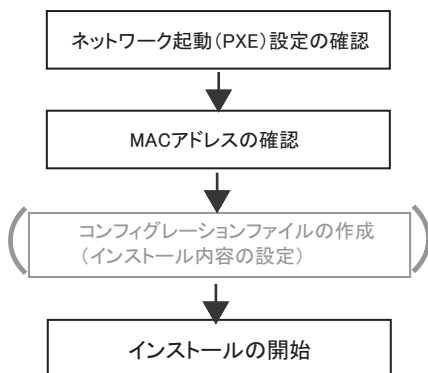 ネットワーク起動(PXE)設定の確認
MACアドレスの確認
コンフィグレーションファイルの作成
(インストール内容の設定)
インストールの開始